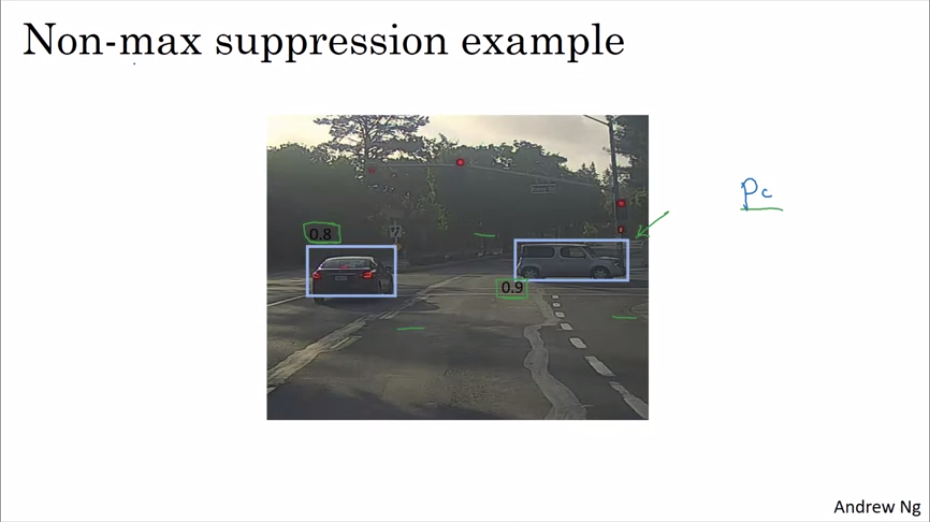 Non-max suppression example
pc
0.8
0.9
Andrew Ng